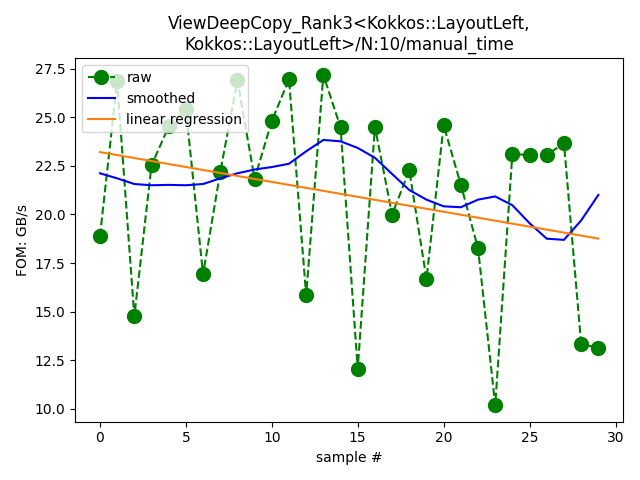 ViewDeepCopy_Rank3<Kokkos::LayoutLeft,
Kokkos::LayoutLeft>/N:10/manual_time
27.5
25.0
22.5
20.0
17.5
15.0
12.5
10.0
FOM: GB/s
raw
smoothed
linear regression
0 5 10 15 20 25 30
sample #